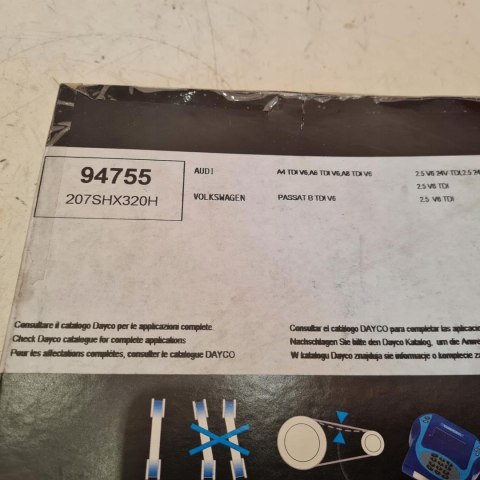 94755
207SHX320H
AUDI A4 TDI V6,A6 TDI V6,A8 TDI V6 2.5 V6 24V TDI,2.5
2.5 V6 TDI
VOLKSWAGEN PASSAT B TDI V6 2.5 V6 TDI
Consultare il catalogo Dayco per le applicazioni complete.
Check Dayco catalogue for complete applications
Pour les affectations complètes, consulter le catalogue DAYCO
Consultar el catálogo DAYCO para completar las
Nachschlagen Sie bitte den Dayco Katalog, um die
W katalogu Dayco znajduja sie informacje o komplecie